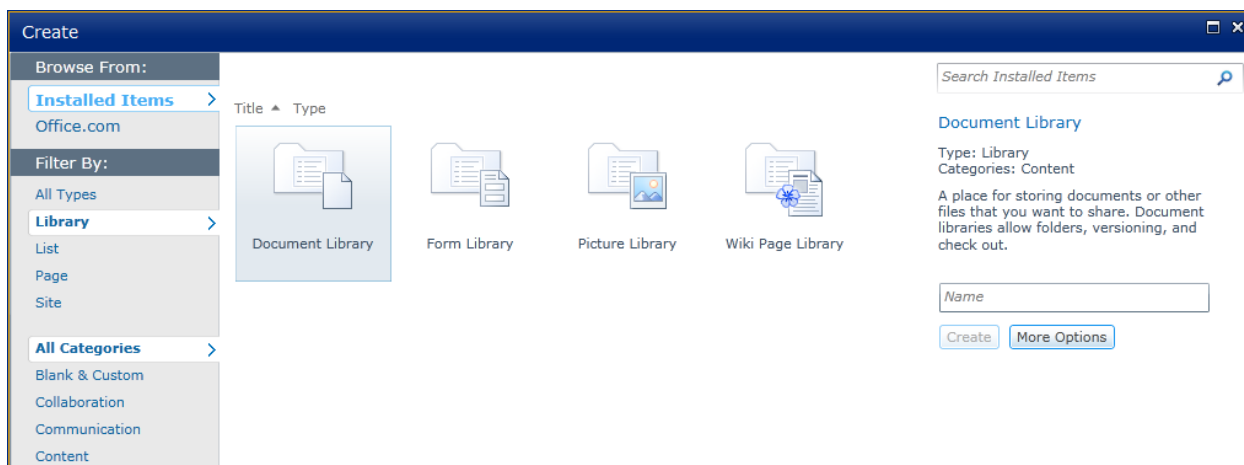 Create
Browse From:
Installed Items
Office.com
Filter By:
All Types
Library
List
Page
Site
All Categories
Blank & Custom
Collaboration
Communication
Content
Title Type
Document Library
Form Library
Picture Library
Wiki Page Library
Search Installed Items
Document Library
Type: Library
Categories: Content
A place for storing documents or other
files that you want to share. Document
libraries allow folders, versioning, and
check out.
Name
Create
More Options